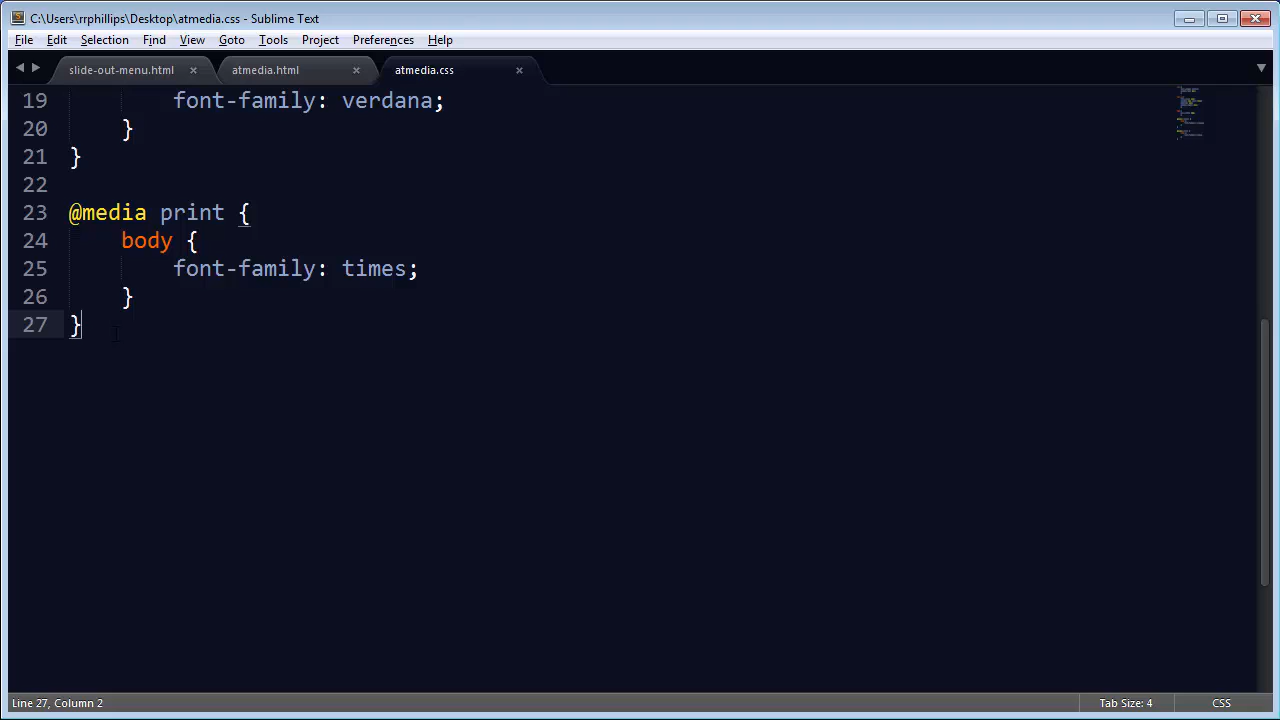 C:\Users\rrphillips\Desktop\atmedia.css - Sublime Text
File Edit Selection Find View Goto Tools Project Preferences Help
slide-out-menu.html × atmedia.html × atmedia.css ×
19 font-family: verdana;
20 }
21 }
22
23 @media print {
24 body {
25 font-family: times;
26 }
27 }
Line 27, Column 2 Tab Size: 4 CSS